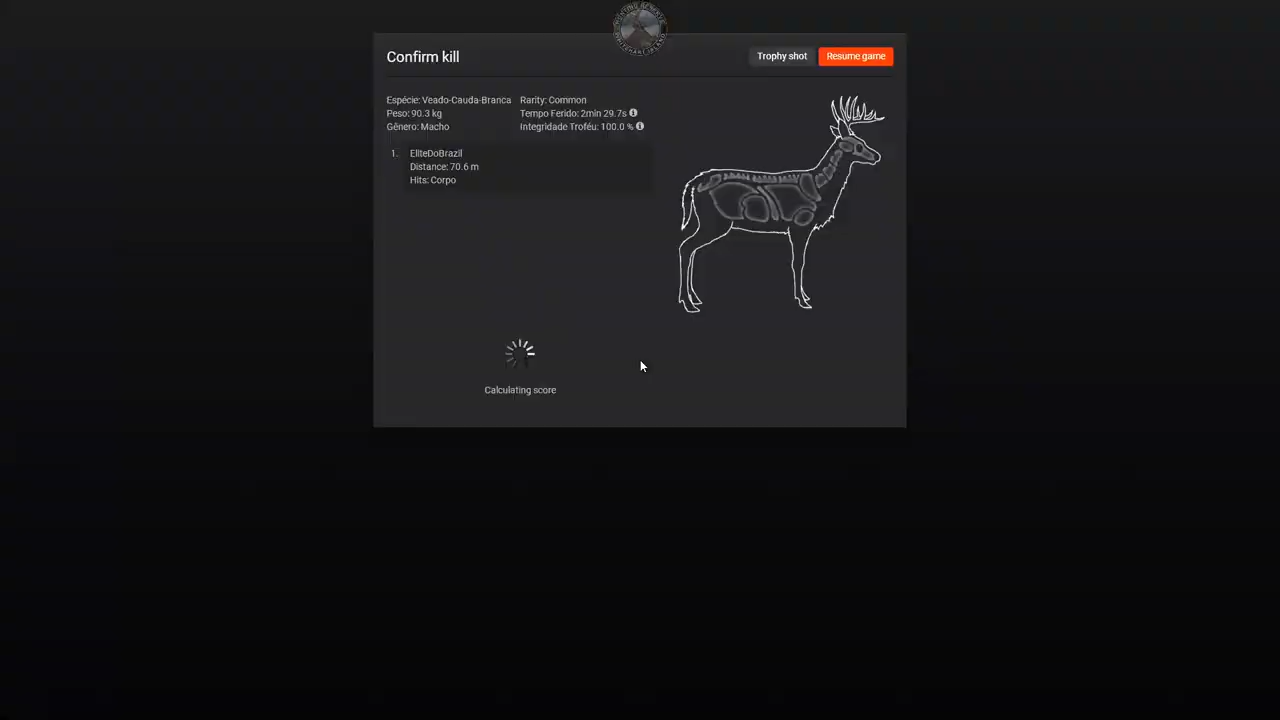 Confirm kill
Trophy shot
Resume game
Espécie: Veado-Cauda-Branca
Rarity: Common
Peso: 90.3 kg
Tempo Ferido: 2min 29.7s
Gênero: Macho
Integridade Troféu: 100.0 %
1. EliteDoBrazil
Distance: 70.6 m
Hits: Corpo
Calculating score